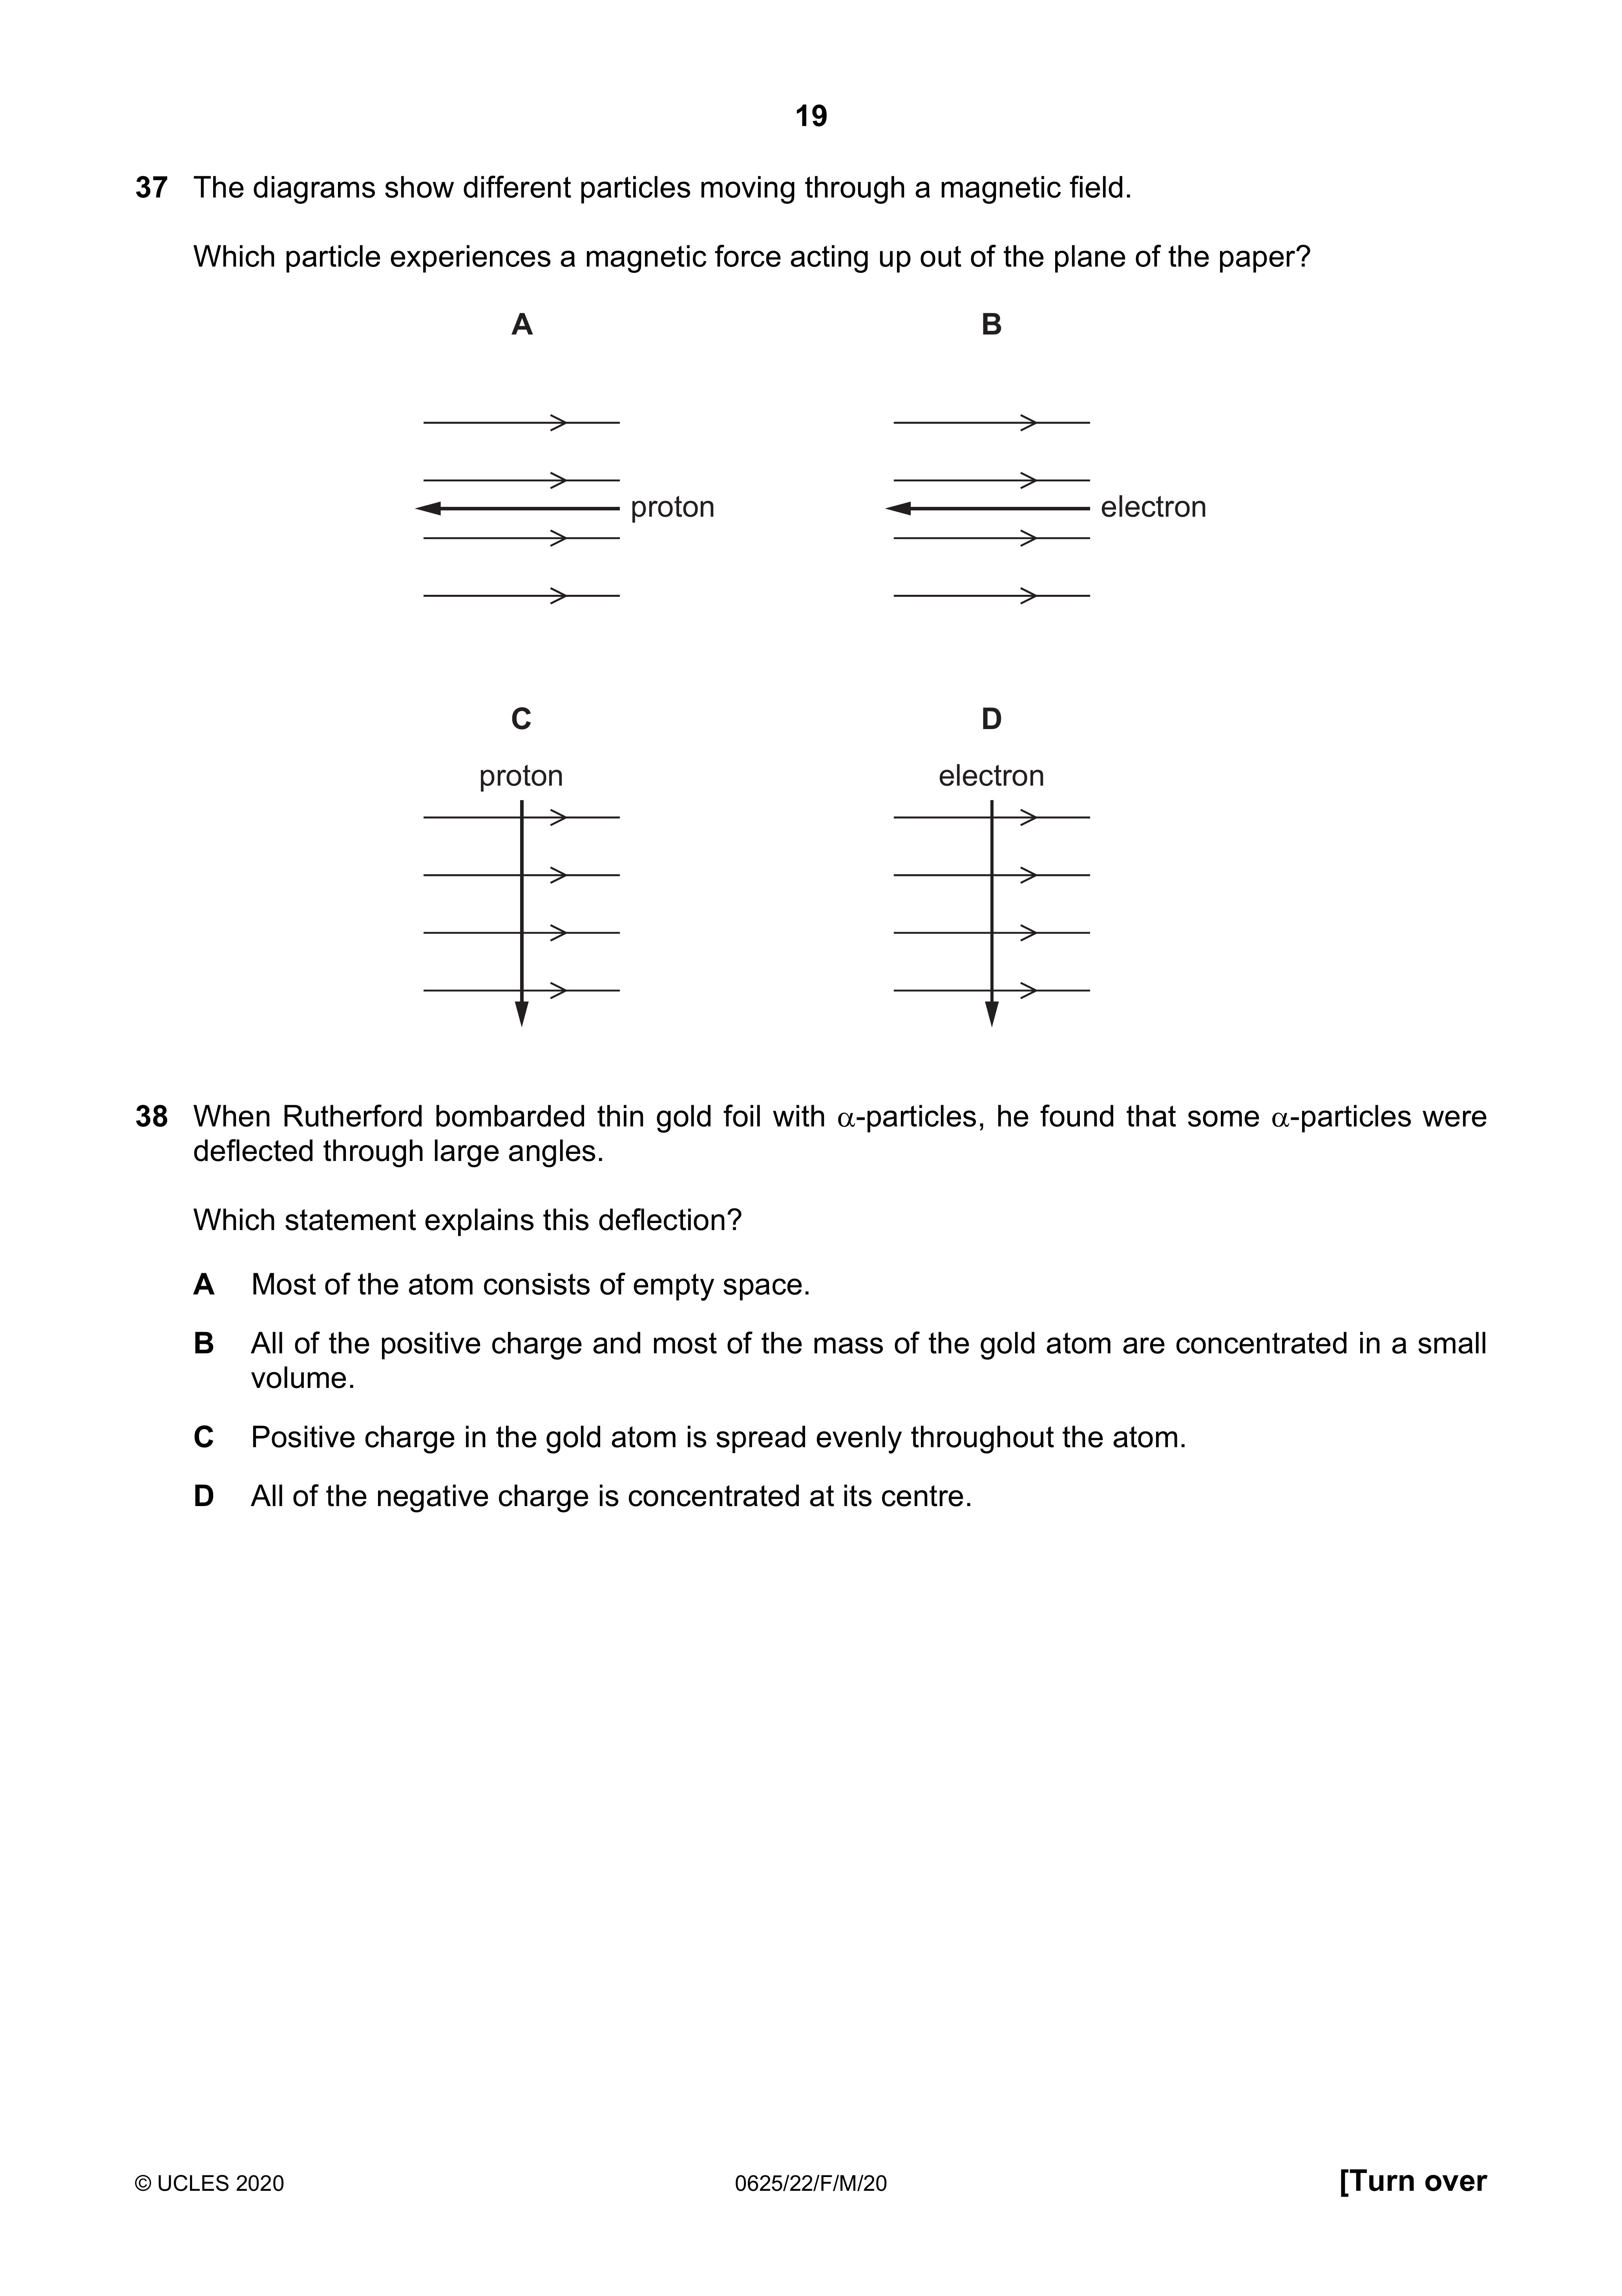 19
37 The diagrams show different particles moving through a magnetic field.
Which particle experiences a magnetic force acting up out of the plane of the paper?
A B
proton electron
C D
proton electron
38 When Rutherford bombarded thin gold foil with α-particles, he found that some α-particles were
deflected through large angles.
Which statement explains this deflection?
A Most of the atom consists of empty space.
B All of the positive charge and most of the mass of the gold atom are concentrated in a small
volume.
C Positive charge in the gold atom is spread evenly throughout the atom.
D All of the negative charge is concentrated at its centre.
© UCLES 2020 0625/22/F/M/20 [Turn over